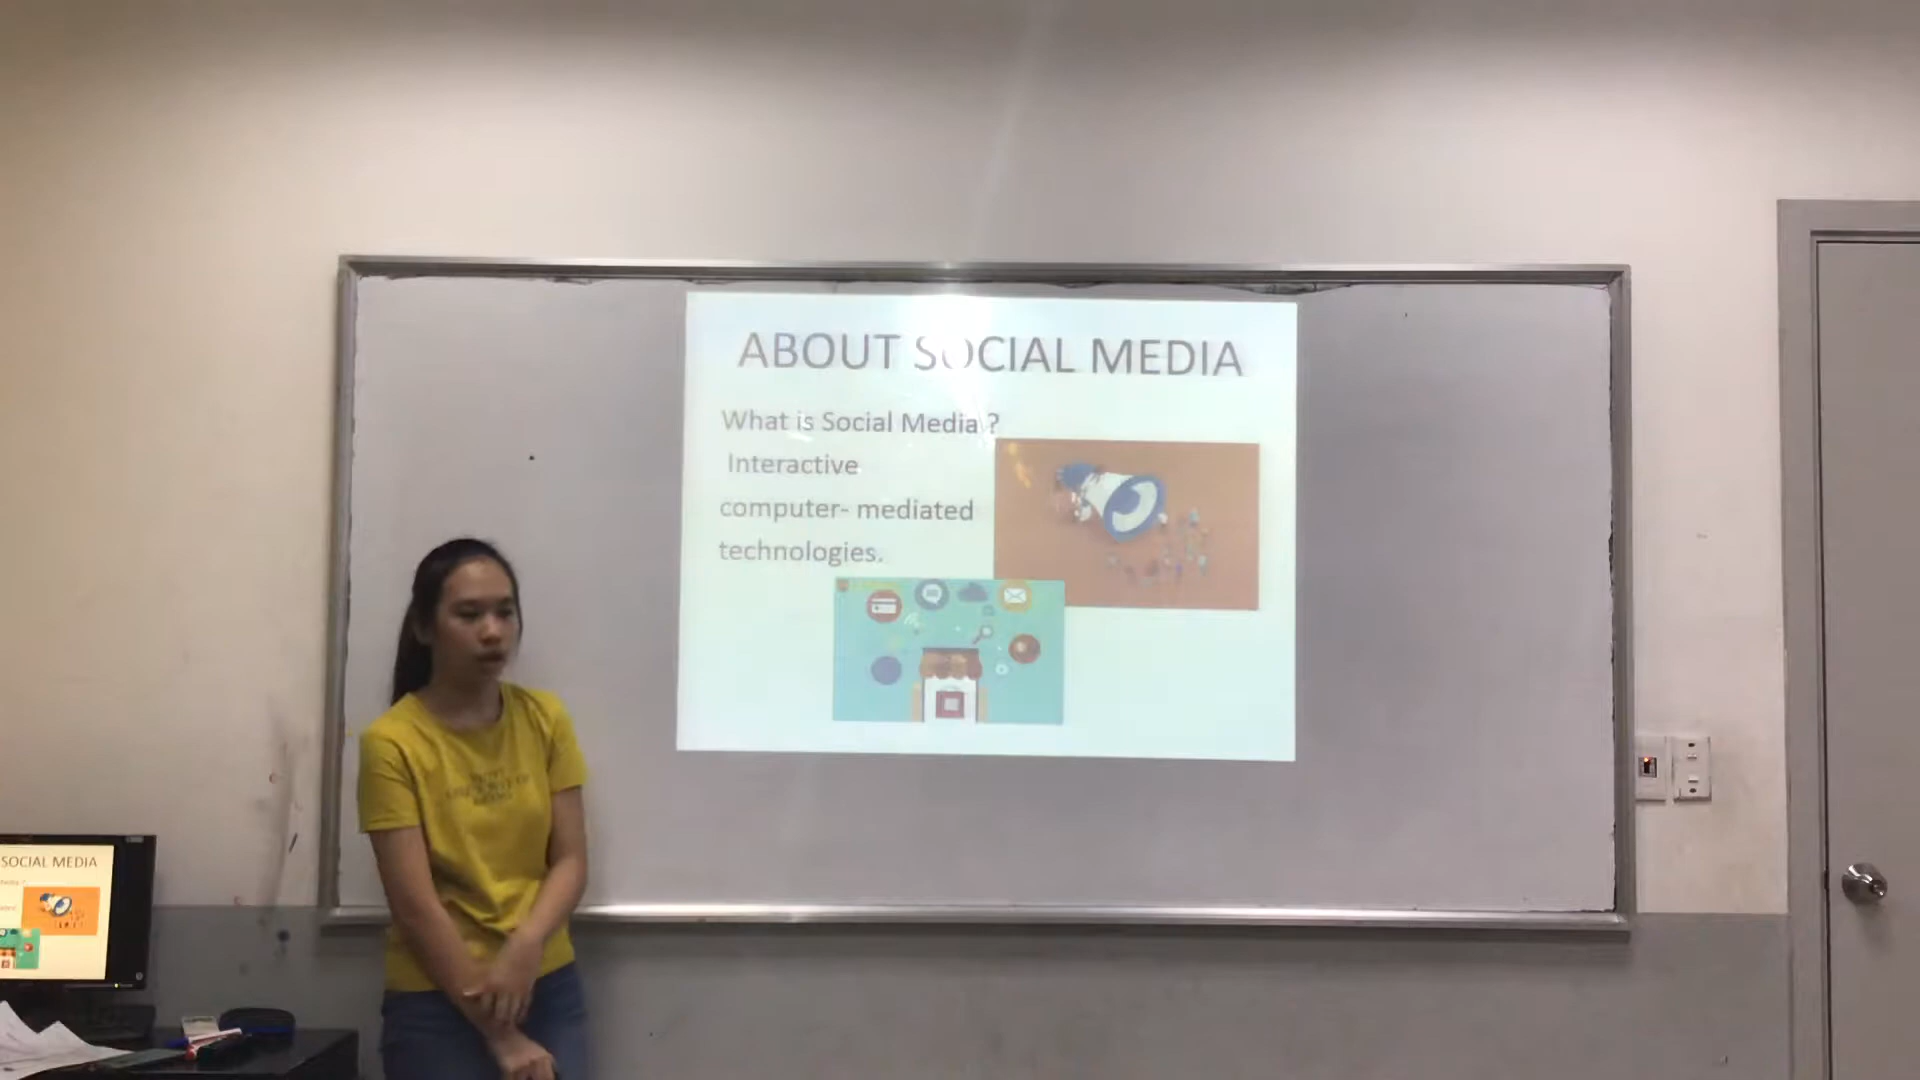 ABOUT SOCIAL MEDIA
What is Social Media ?
Interactive
computer- mediated
technologies.
SOCIAL MEDIA